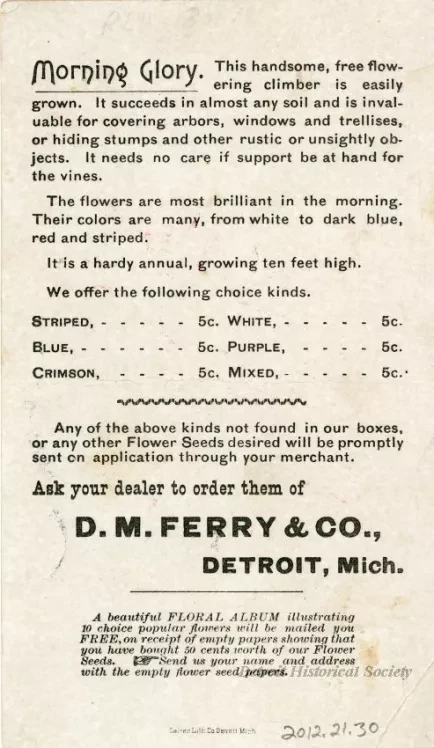 Morning Glory. This handsome, free flow-
ering climber is easily
grown. It succeeds in almost any soil and is inval-
uable for covering arbors, windows and trellises,
or hiding stumps and other rustic or unsightly ob-
jects. It needs no care if support be at hand for
the vines.
The flowers are most brilliant in the morning.
Their colors are many, from white to dark blue,
red and striped.
It is a hardy annual, growing ten feet high.
We offer the following choice kinds.
STRIPED, - - - - - 5c. WHITE, - - - - - 5c.
BLUE, - - - - - - 5c. PURPLE, - - - - 5c.
CRIMSON, - - - - 5c. MIXED, - - - - - 5c.
Any of the above kinds not found in our boxes,
or any other Flower Seeds desired will be promptly
sent on application through your merchant.
Ask your dealer to order them of
D. M. FERRY & CO.,
DETROIT, Mich.
A beautiful FLORAL ALBUM illustrating
10 choice popular flowers will be mailed you
FREE, on receipt of empty papers showing that
you have bought 50 cents worth of our Flower
Seeds. ☞ Send us your name and address
with the empty flower seed papers.
Detroit Historical Society
Lith. Co. Detroit Mich.
2012.21.30